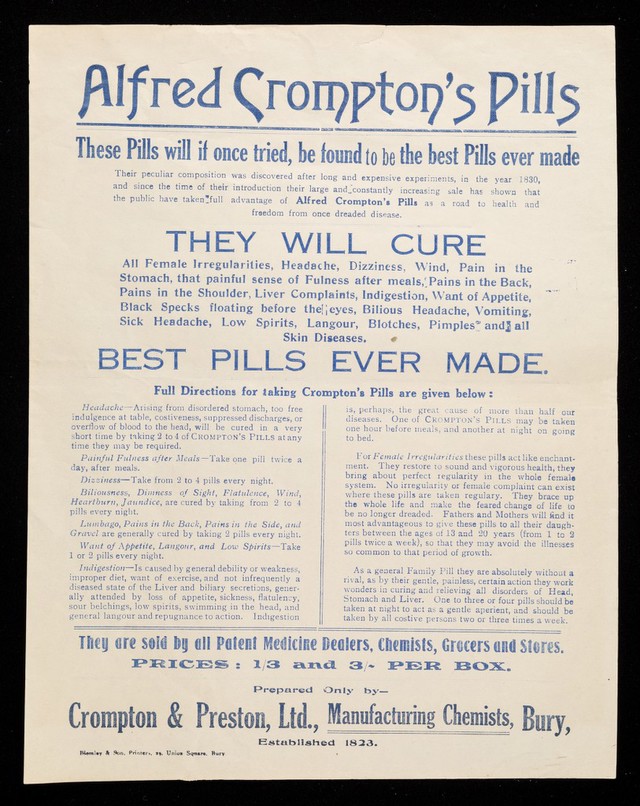 Alfred Crompton's Pills
These Pills will if once tried, be found to be the best Pills ever made
Their peculiar composition was discovered after long and expensive experiments, in the year 1830,
and since the time of their introduction their large and constantly increasing sale has shown that
the public have taken full advantage of Alfred Crompton's Pills as a road to health and
freedom from once dreaded disease.
THEY WILL CURE
All Female Irregularities, Headache, Dizziness, Wind, Pain in the
Stomach, that painful sense of Fulness after meals, Pains in the Back,
Pains in the Shoulder, Liver Complaints, Indigestion, Want of Appetite,
Black Specks floating before the eyes, Bilious Headache, Vomiting,
Sick Headache, Low Spirits, Langour, Blotches, Pimples and all
Skin Diseases.
BEST PILLS EVER MADE.
Full Directions for taking Crompton's Pills are given below:
Headache—Arising from disordered stomach, too free
indulgence at table, costiveness, suppressed discharges, or
overflow of blood to the head, will be cured in a very
short time by taking 2 to 4 of CROMPTON'S PILLS at any
time they may be required.
Painful Fulness after Meals—Take one pill twice a
day, after meals.
Dizziness—Take from 2 to 4 pills every night.
Biliousness, Dimness of Sight, Flatulence, Wind,
Heartburn, Jaundice, are cured by taking from 2 to 4
pills every night.
Lumbago, Pains in the Back, Pains in the Side, and
Gravel are generally cured by taking 2 pills every night.
Want of Appetite, Langour, and Low Spirits—Take
1 or 2 pills every night.
Indigestion—Is caused by general debility or weakness,
improper diet, want of exercise, and not infrequently a
diseased state of the Liver and biliary secretions, gener-
ally attended by loss of appetite, sickness, flatulency,
sour belchings, low spirits, swimming in the head, and
general langour and repugnance to action. Indigestion
is, perhaps, the great cause of more than half our
diseases. One of CROMPTON'S PILLS may be taken
one hour before meals, and another at night on going
to bed.
For Female Irregularities these pills act like enchant-
ment. They restore to sound and vigorous health, they
bring about perfect regularity in the whole female
system. No irregularity or female complaint can exist
where these pills are taken regulary. They brace up
the whole life and make the feared change of life to
be no longer dreaded. Fathers and Mothers will find it
most advantageous to give these pills to all their daugh-
ters between the ages of 13 and 20 years (from 1 to 2
pills twice a week), so that they may avoid the illnesses
so common to that period of growth.
As a general Family Pill they are absolutely without a
rival, as by their gentle, painless, certain action they work
wonders in curing and relieving all disorders of Head,
Stomach and Liver. One to three or four pills should be
taken at night to act as a gentle aperient, and should be
taken by all costive persons two or three times a week.
They are sold by all Patent Medicine Dealers, Chemists, Grocers and Stores.
PRICES: 1/3 and 3/- PER BOX.
Prepared Only by—
Crompton & Preston, Ltd., Manufacturing Chemists, Bury,
Established 1823.
& Son, Printers, Union Square, Bury